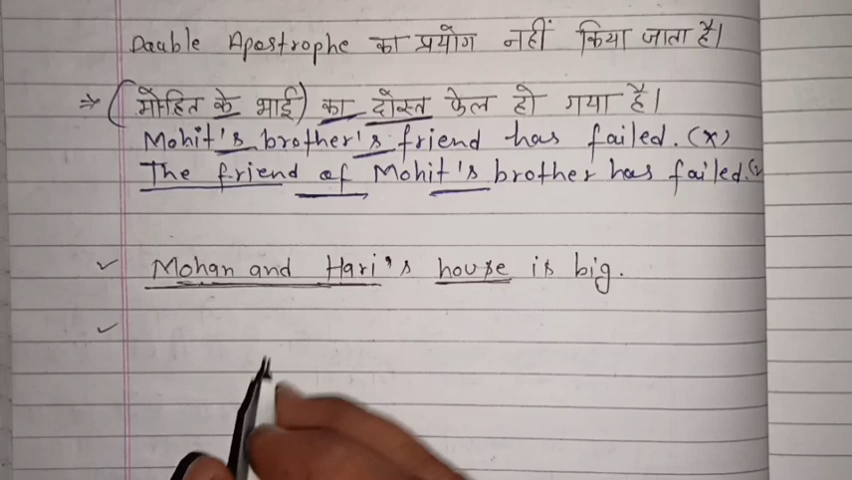 Double Apostrophe का प्रयोग नहीं किया जाता है।
⇒ (मोहित के भाई) का दोस्त फेल हो गया है।
Mohit's brother's friend has failed. (x)
The friend of Mohit's brother has failed.
✓ Mohan and Hari's house is big.
✓